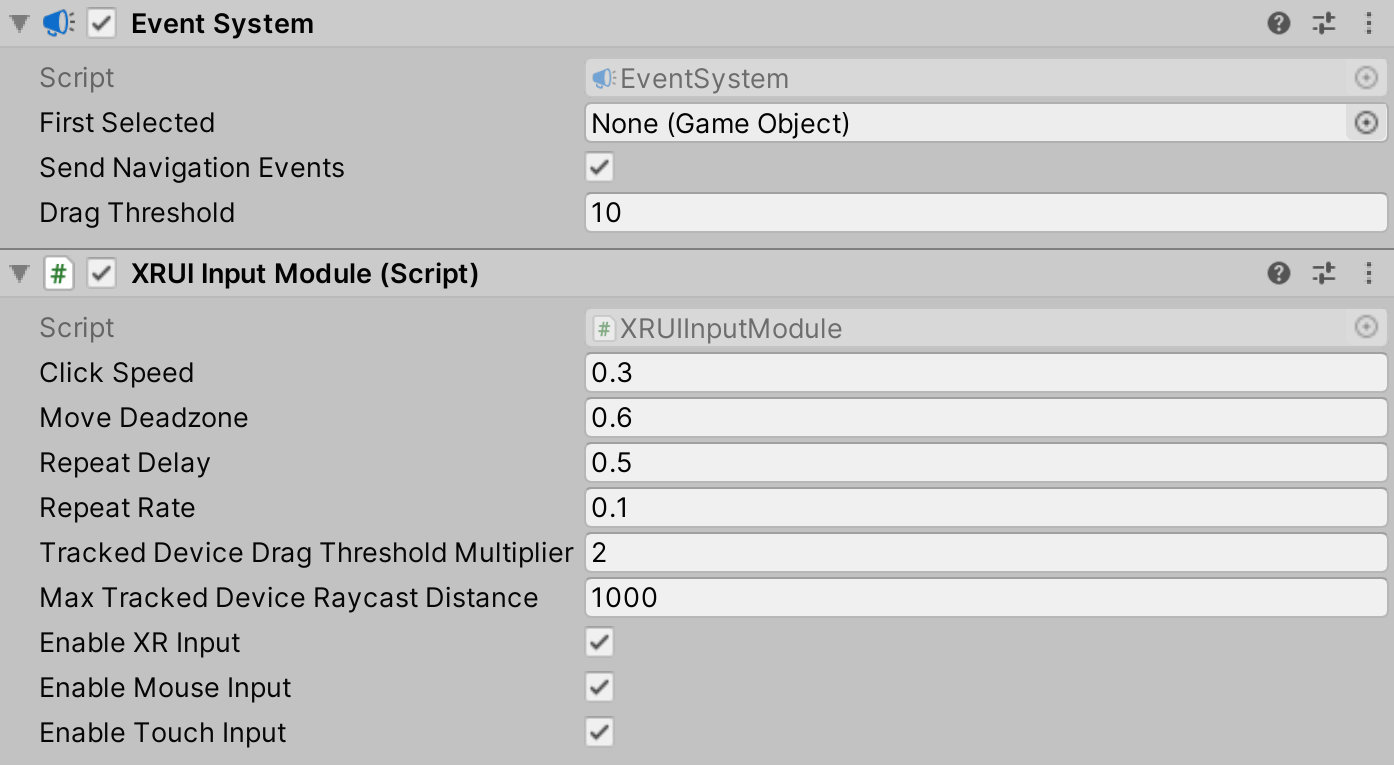 Event System
Script EventSystem
First Selected None (Game Object)
Send Navigation Events
Drag Threshold 10
# XRUI Input Module (Script)
Script # XRUIInputModule
Click Speed 0.3
Move Deadzone 0.6
Repeat Delay 0.5
Repeat Rate 0.1
Tracked Device Drag Threshold Multiplier 2
Max Tracked Device Raycast Distance 1000
Enable XR Input
Enable Mouse Input
Enable Touch Input